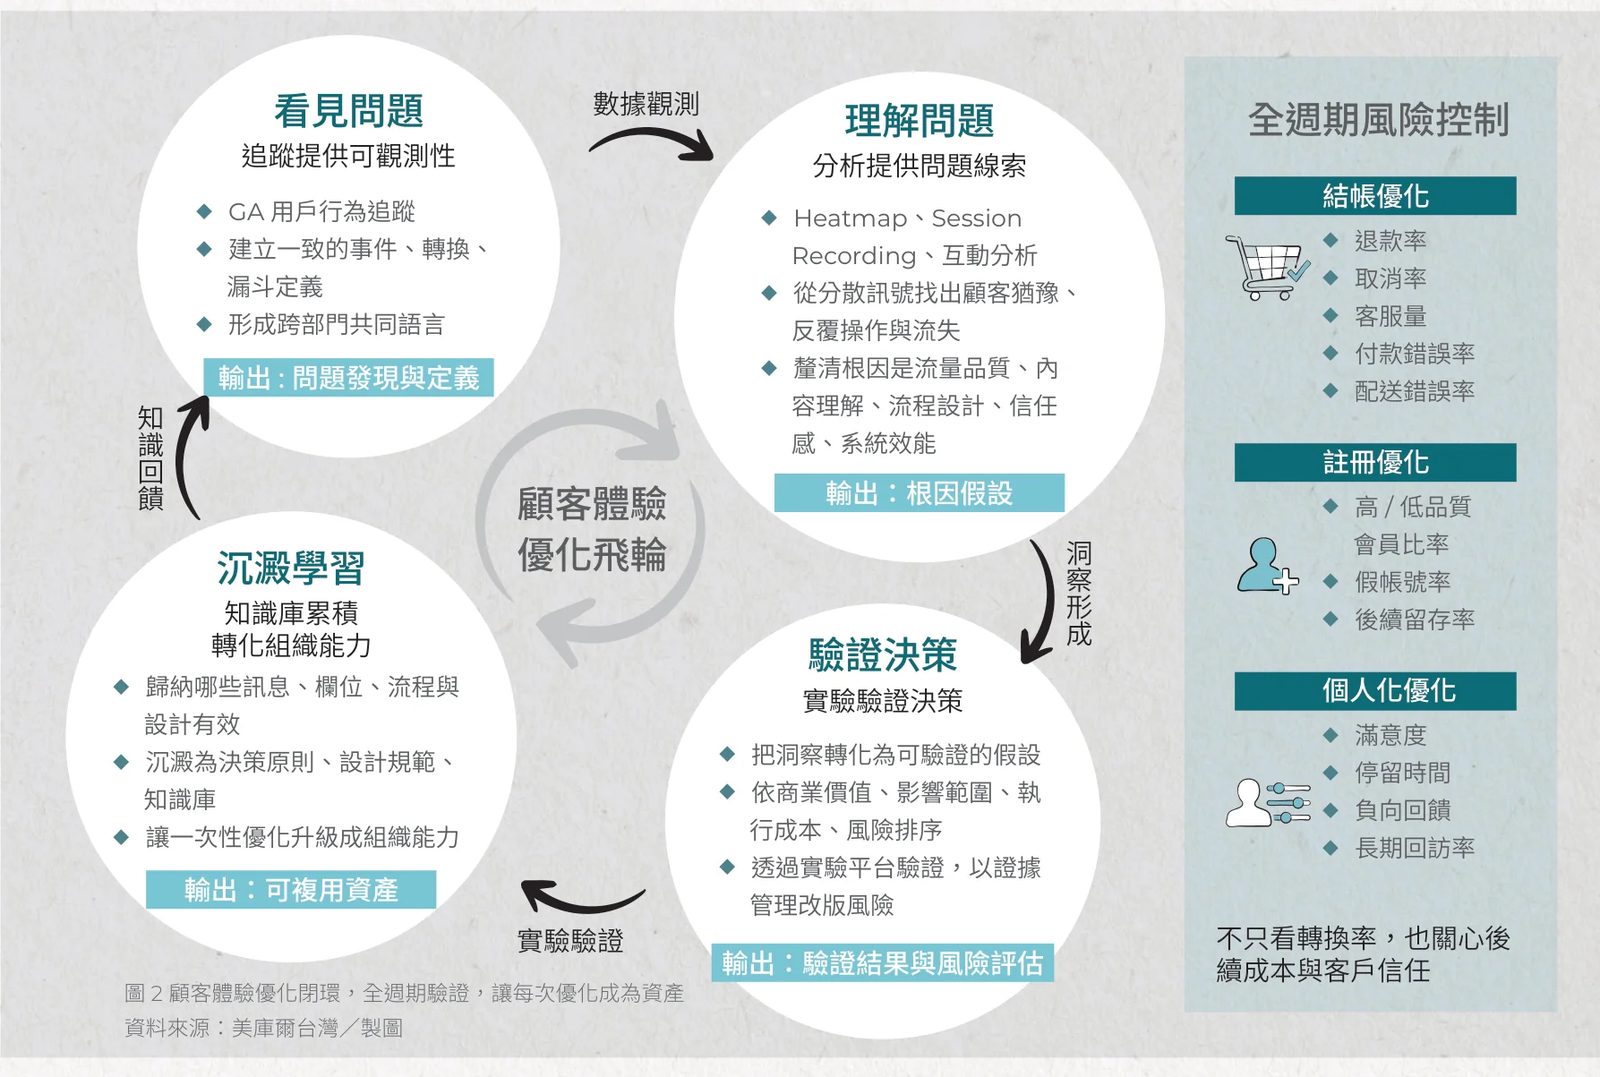 看見問題
追蹤提供可觀測性
◆ GA 用戶行為追蹤
◆ 建立一致的事件、轉換、
漏斗定義
◆ 形成跨部門共同語言
輸出：問題發現與定義
數據觀測
理解問題
分析提供問題線索
◆ Heatmap、Session
Recording、互動分析
◆ 從分散訊號找出顧客猶豫、
反覆操作與流失
◆ 釐清根因是流量品質、內
容理解、流程設計、信任
感、系統效能
輸出：根因假設
洞察形成
驗證決策
實驗驗證決策
◆ 把洞察轉化為可驗證的假設
◆ 依商業價值、影響範圍、執
行成本、風險排序
◆ 透過實驗平台驗證，以證據
管理改版風險
輸出：驗證結果與風險評估
實驗驗證
沉澱學習
知識庫累積
轉化組織能力
◆ 歸納哪些訊息、欄位、流程與
設計有效
◆ 沉澱為決策原則、設計規範、
知識庫
◆ 讓一次性優化升級成組織能力
輸出：可複用資產
知識回饋
顧客體驗
優化飛輪
全週期風險控制
結帳優化
◆ 退款率
◆ 取消率
◆ 客服量
◆ 付款錯誤率
◆ 配送錯誤率
註冊優化
◆ 高 / 低品質
會員比率
◆ 假帳號率
◆ 後續留存率
個人化優化
◆ 滿意度
◆ 停留時間
◆ 負向回饋
◆ 長期回訪率
不只看轉換率，也關心後
續成本與客戶信任
圖 2 顧客體驗優化閉環，全週期驗證，讓每次優化成為資產
資料來源：美庫爾台灣／製圖